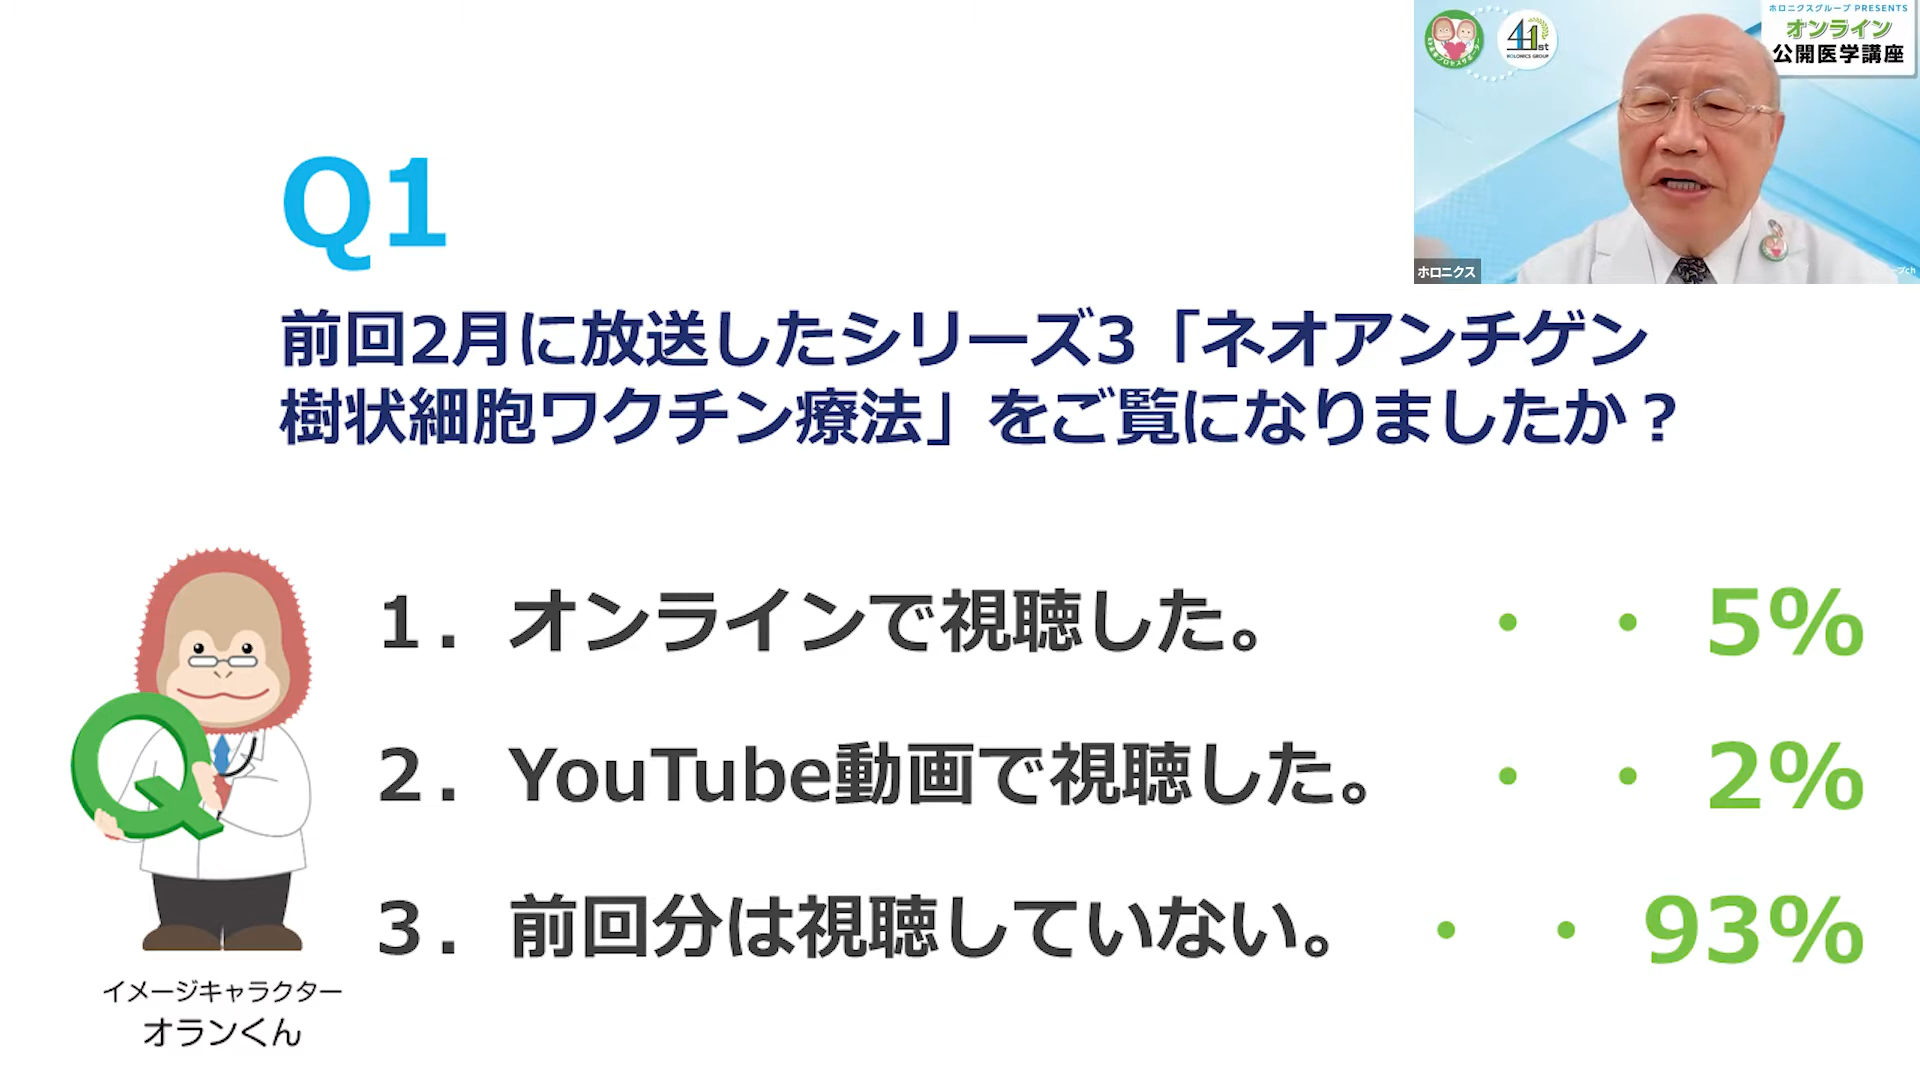 ホロニクスグループ PRESENTS
オンライン
公開医学講座
41st
HOLONICS GROUP
ホロニクス
Q1
前回2月に放送したシリーズ3「ネオアンチゲン
樹状細胞ワクチン療法」をご覧になりましたか？
1. オンラインで視聴した。 ・ ・ 5%
2. YouTube動画で視聴した。 ・ ・ 2%
3. 前回分は視聴していない。 ・ ・ 93%
イメージキャラクター
オランくん